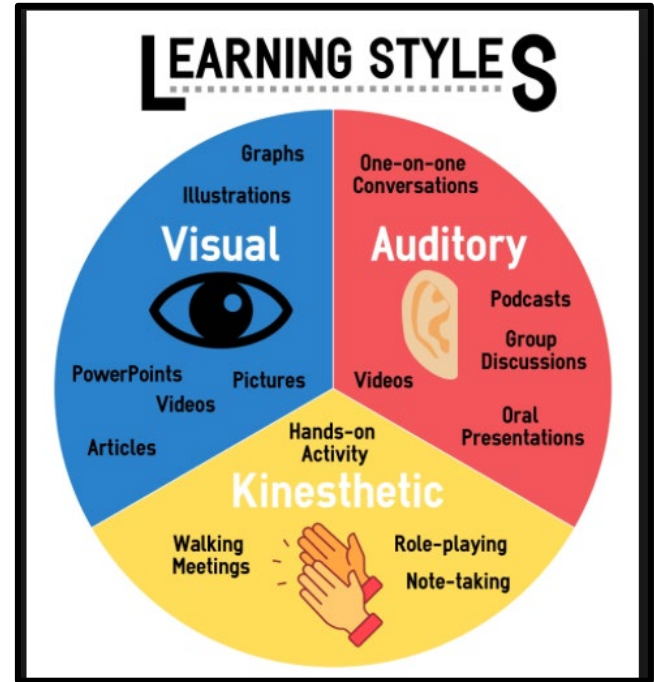 LEARNING STYLES
Graphs
Illustrations
Visual
PowerPoints
Pictures
Videos
Articles
One-on-one
Conversations
Auditory
Podcasts
Group
Discussions
Videos
Oral
Presentations
Hands-on
Activity
Kinesthetic
Walking
Meetings
Role-playing
Note-taking